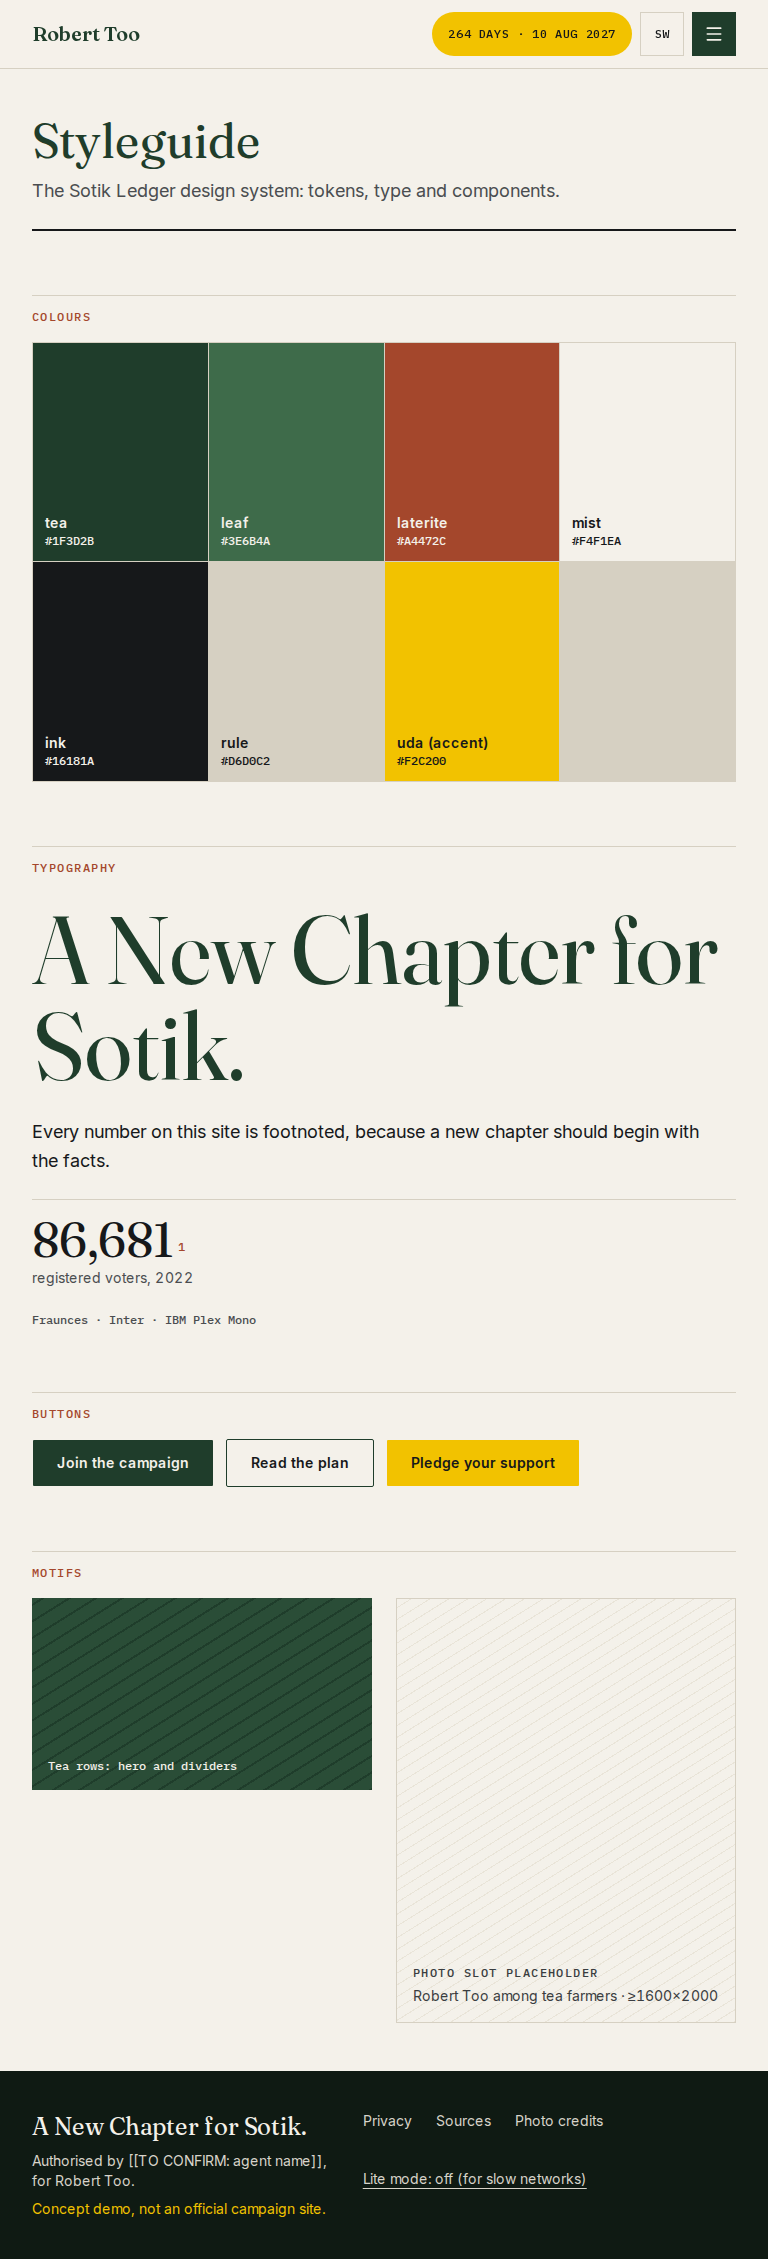 Robert Too
264 DAYS · 10 AUG 2027
SW
Styleguide
The Sotik Ledger design system: tokens, type and components.
COLOURS
tea
#1F3D2B
leaf
#3E6B4A
laterite
#A4472C
mist
#F4F1EA
ink
#16181A
rule
#D6D0C2
uda (accent)
#F2C200
TYPOGRAPHY
A New Chapter for
Sotik.
Every number on this site is footnoted, because a new chapter should begin with
the facts.
86,681 1
registered voters, 2022
Fraunces · Inter · IBM Plex Mono
BUTTONS
Join the campaign
Read the plan
Pledge your support
MOTIFS
Tea rows: hero and dividers
PHOTO SLOT PLACEHOLDER
Robert Too among tea farmers · ≥1600×2000
A New Chapter for Sotik.
Authorised by [[TO CONFIRM: agent name]],
for Robert Too.
Concept demo, not an official campaign site.
Privacy
Sources
Photo credits
Lite mode: off (for slow networks)